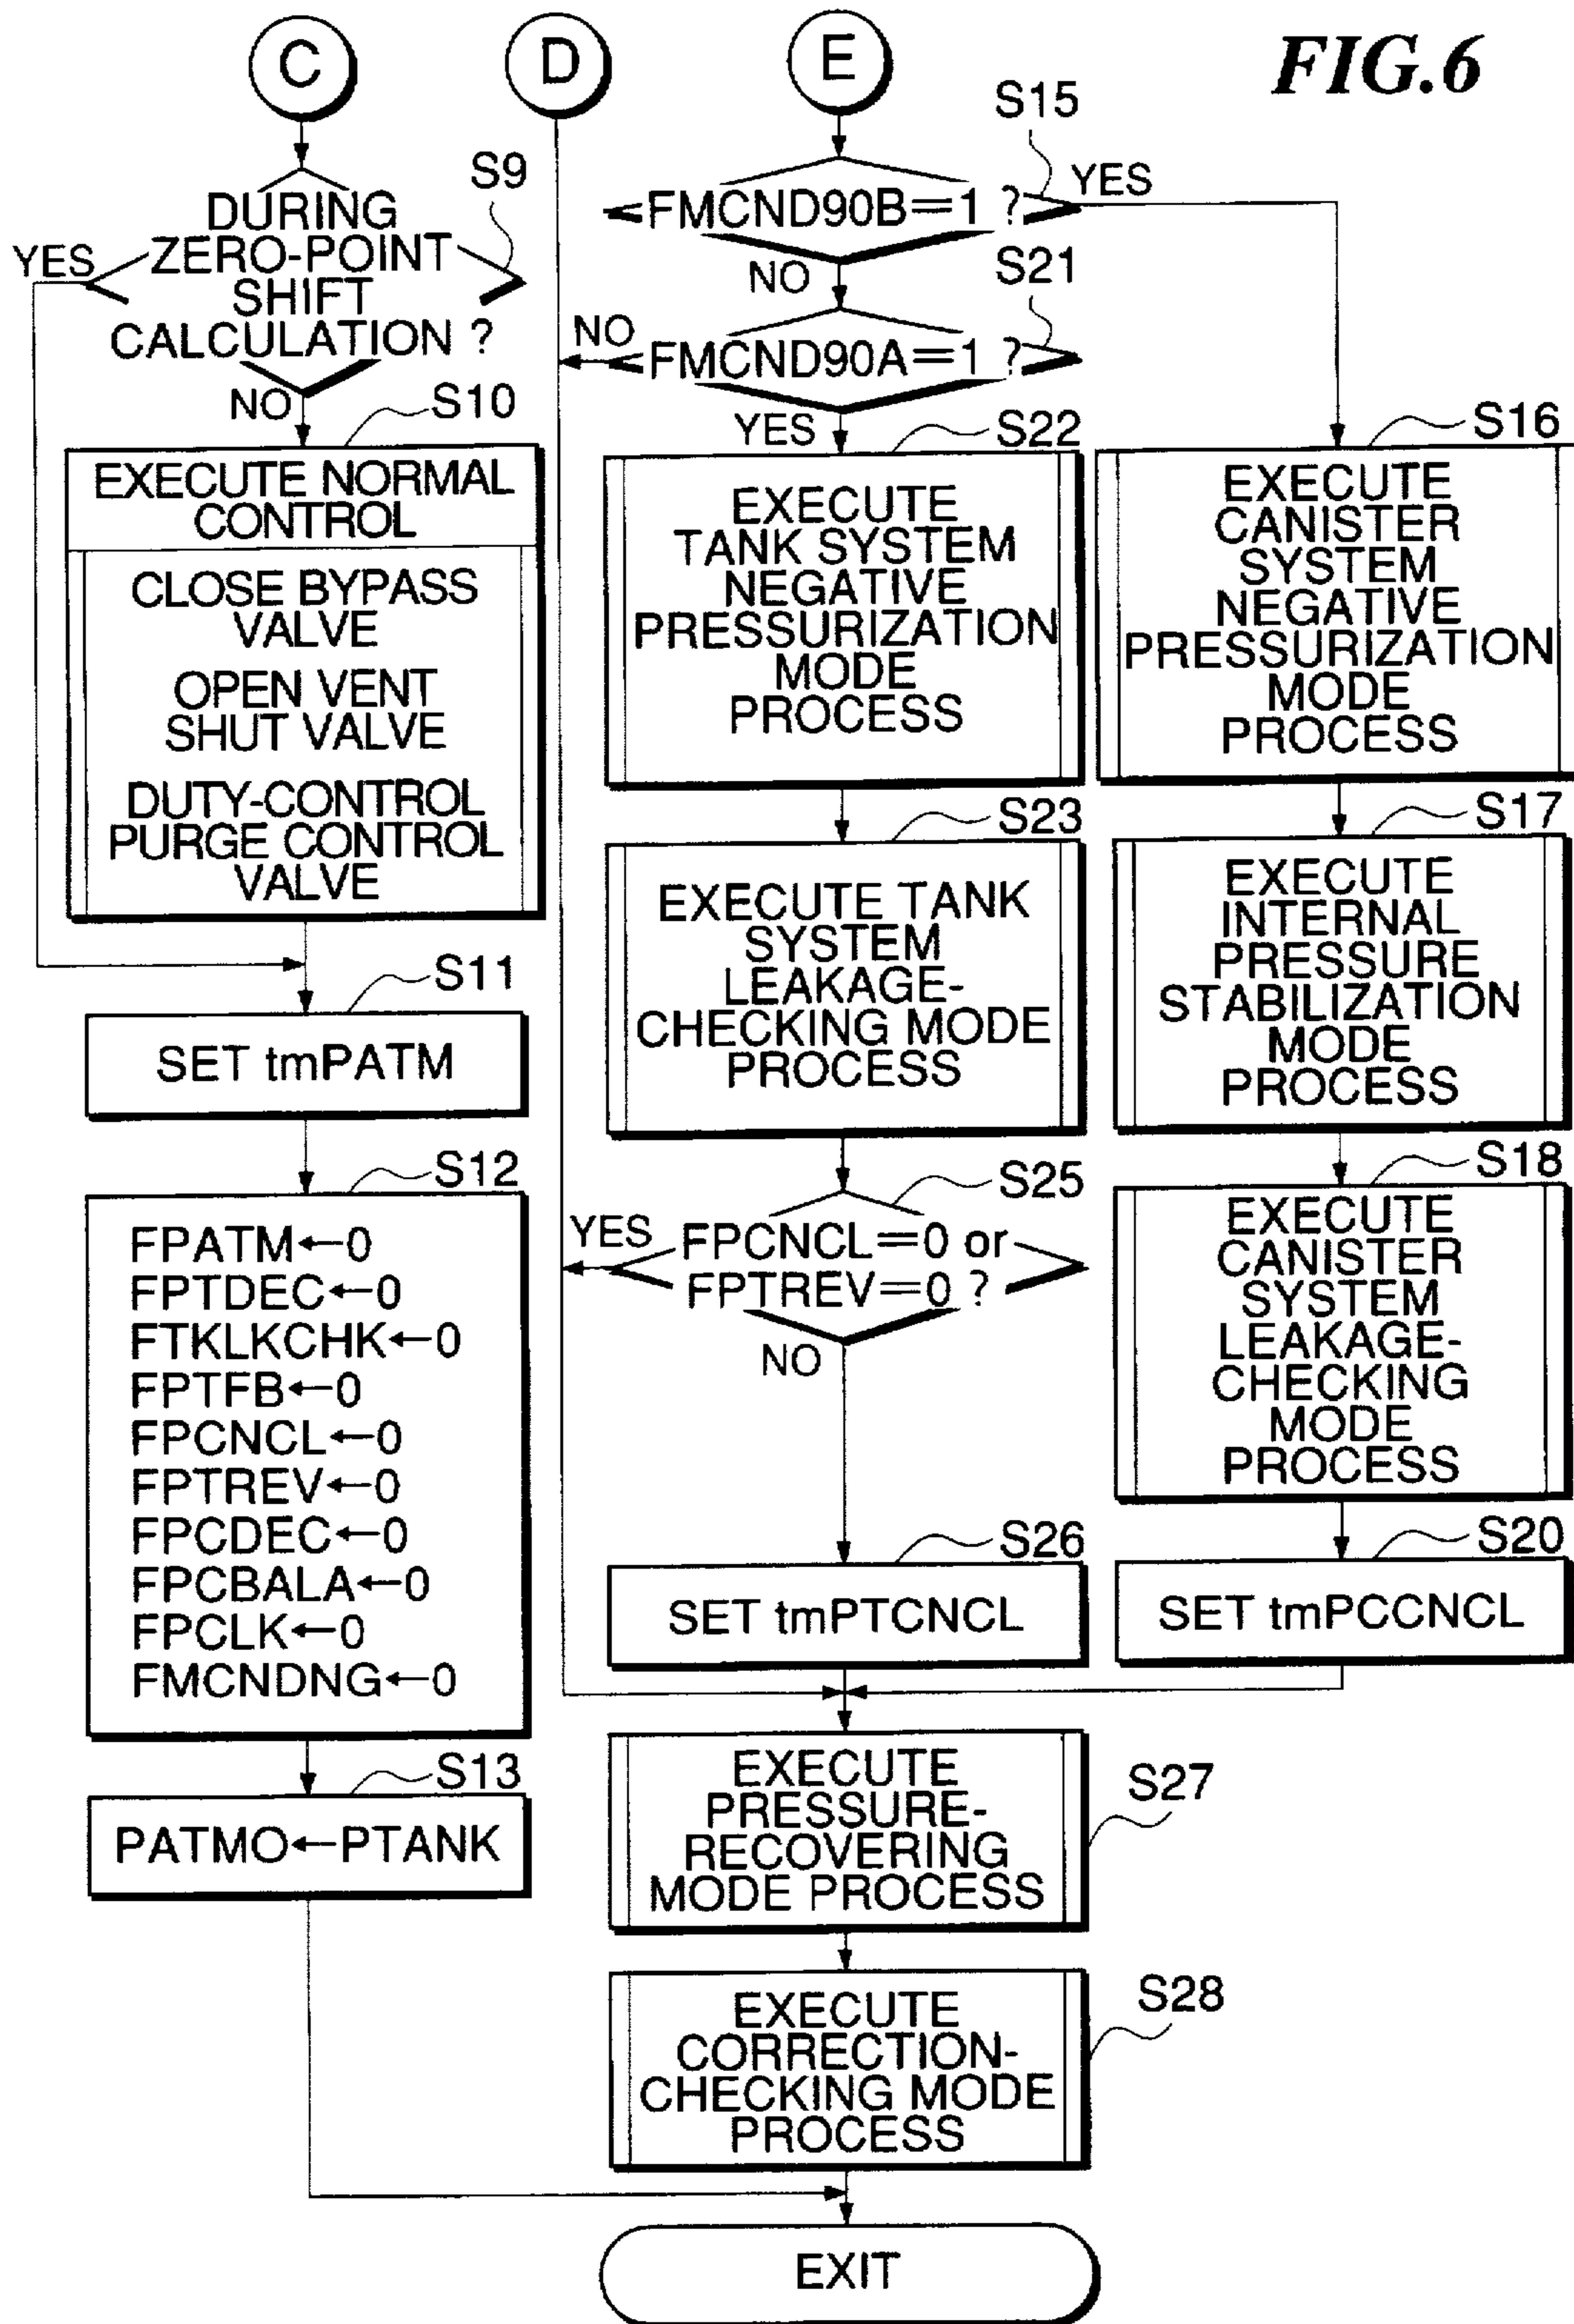 FIG.6
C
D
E
S9
DURING
ZERO-POINT
SHIFT
CALCULATION ?
YES
NO
S10
EXECUTE NORMAL
CONTROL
CLOSE BYPASS
VALVE
OPEN VENT
SHUT VALVE
DUTY-CONTROL
PURGE CONTROL
VALVE
S11
SET tmPATM
S12
FPATM←0
FPTDEC←0
FTKLKCHK←0
FPTFB←0
FPCNCL←0
FPTREV←0
FPCDEC←0
FPCBALA←0
FPCLK←0
FMCNDNG←0
S13
PATMO←PTANK
S15
FMCND90B=1 ?
YES
NO
S21
FMCND90A=1 ?
NO
YES
S22
EXECUTE
TANK SYSTEM
NEGATIVE
PRESSURIZATION
MODE
PROCESS
S23
EXECUTE TANK
SYSTEM
LEAKAGE-
CHECKING MODE
PROCESS
S25
FPCNCL=0 or
FPTREV=0 ?
YES
NO
S26
SET tmPTCNCL
S16
EXECUTE
CANISTER
SYSTEM
NEGATIVE
PRESSURIZATION
MODE
PROCESS
S17
EXECUTE
INTERNAL
PRESSURE
STABILIZATION
MODE
PROCESS
S18
EXECUTE
CANISTER
SYSTEM
LEAKAGE-
CHECKING
MODE
PROCESS
S20
SET tmPCCNCL
S27
EXECUTE
PRESSURE-
RECOVERING
MODE PROCESS
S28
EXECUTE
CORRECTION-
CHECKING MODE
PROCESS
EXIT